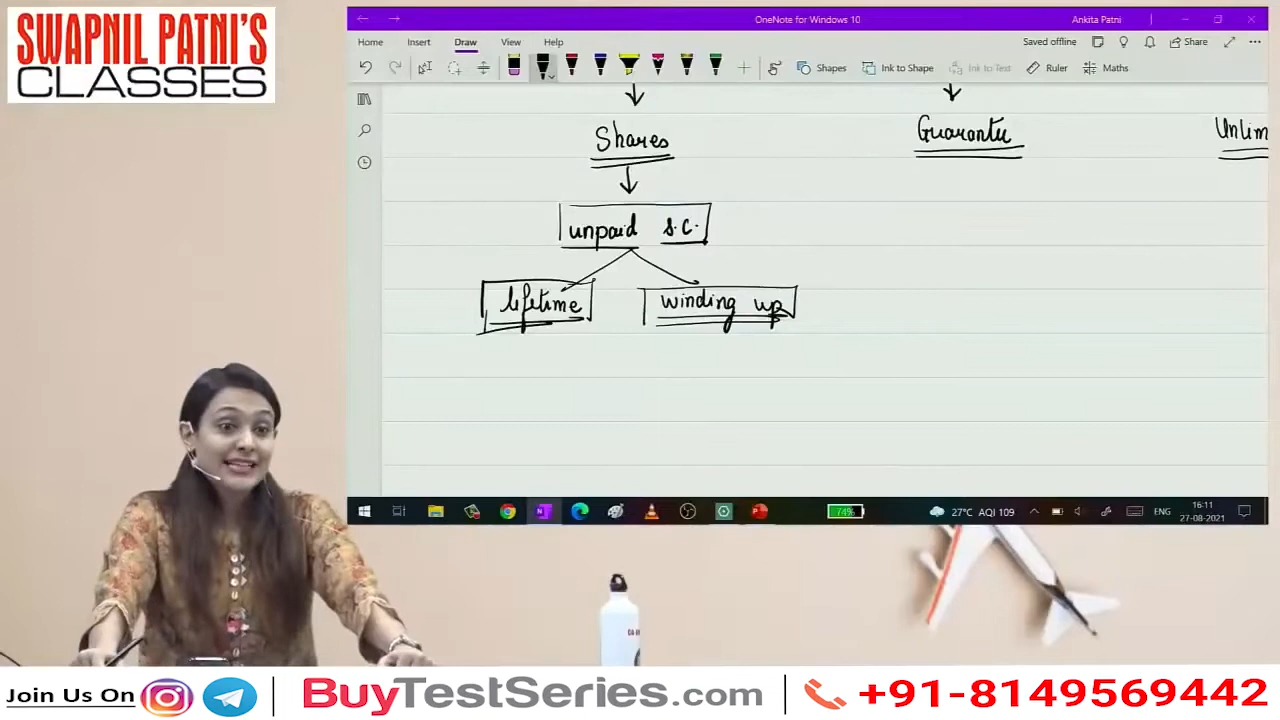 SWAPNIL PATNI'S
CLASSES
OneNote for Windows 10
Ankita Patni
Home Insert Draw View Help
Saved offline
Share
Shapes
Ink to Shape
Ink to Text
Ruler
Maths
Shares
Guarantee
Unlim
unpaid s.c.
lifetime
winding up
74%
27°C AQI 109
ENG
16:11
27-08-2021
Join Us On
BuyTestSeries.com
+91-8149569442